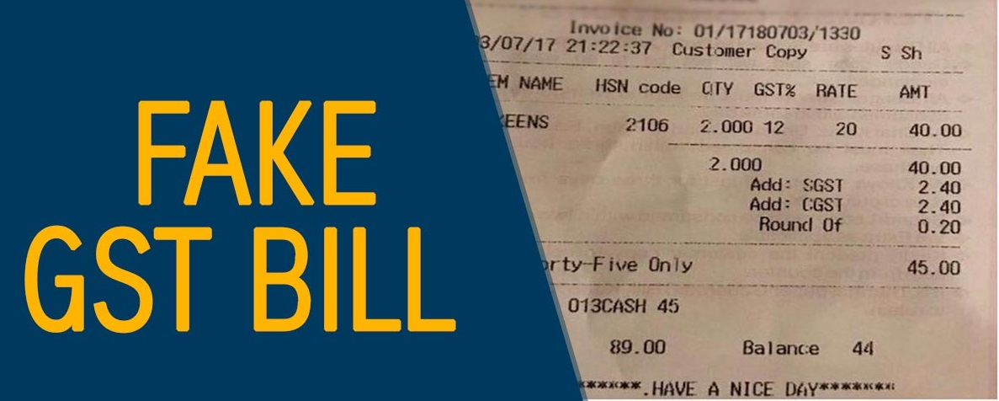 FAKE
GST BILL
Invoice No: 01/17180703/1330
3/07/17 21:22:37 Customer Copy S Sh
EM NAME HSN code QTY GST% RATE AMT
KEENS 2106 2.000 12 20 40.00
2.000 40.00
Add: SGST 2.40
Add: CGST 2.40
Round Of 0.20
orty-Five Only 45.00
013CASH 45
89.00 Balance 44
******.HAVE A NICE DAY********